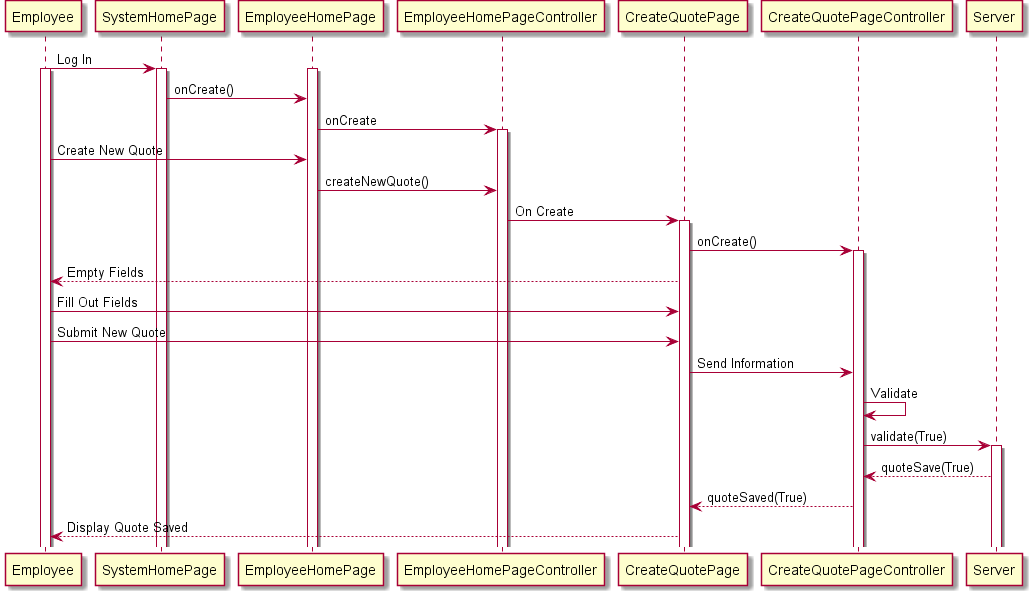 Employee SystemHomePage EmployeeHomePage EmployeeHomePageController CreateQuotePage CreateQuotePageController Server
Log In
onCreate()
onCreate
Create New Quote
createNewQuote()
On Create
onCreate()
Empty Fields
Fill Out Fields
Submit New Quote
Send Information
Validate
validate(True)
quoteSave(True)
quoteSaved(True)
Display Quote Saved
Employee SystemHomePage EmployeeHomePage EmployeeHomePageController CreateQuotePage CreateQuotePageController Server